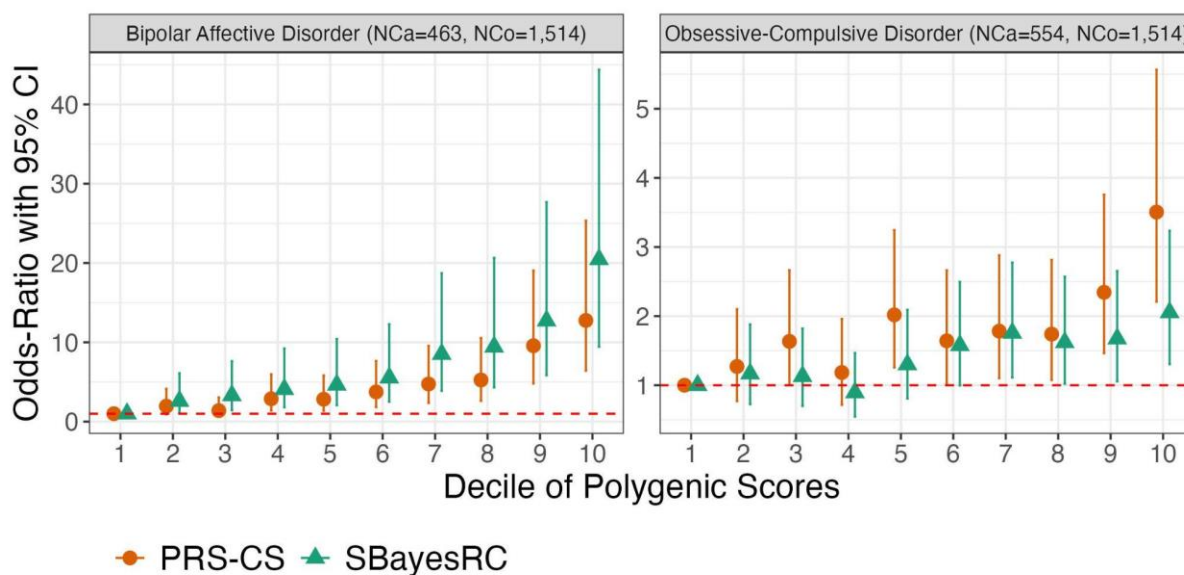 Bipolar Affective Disorder (NCa=463, NCo=1,514)
Obsessive-Compulsive Disorder (NCa=554, NCo=1,514)
Odds-Ratio with 95% CI
40
30
20
10
0
5
4
3
2
1
1 2 3 4 5 6 7 8 9 10
1 2 3 4 5 6 7 8 9 10
Decile of Polygenic Scores
PRS-CS SBayesRC